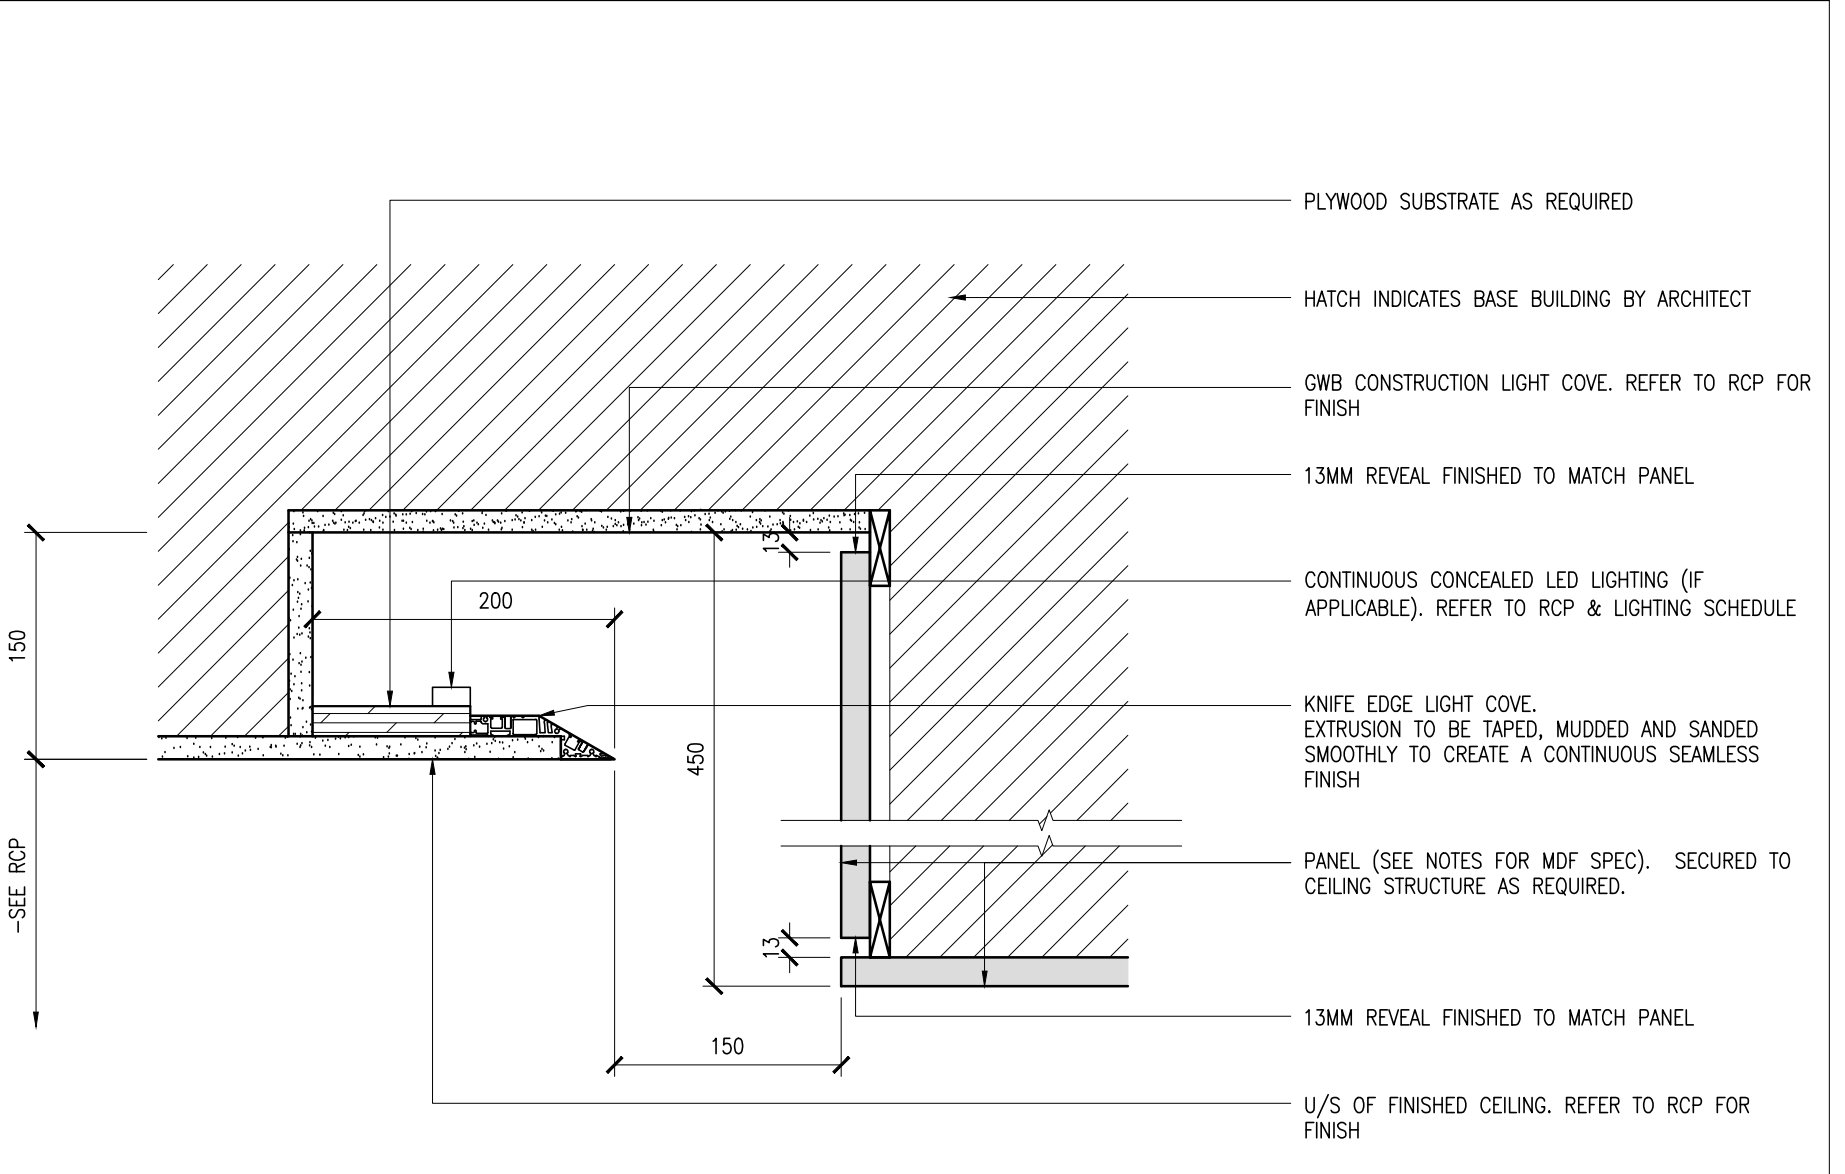 PLYWOOD SUBSTRATE AS REQUIRED
HATCH INDICATES BASE BUILDING BY ARCHITECT
GWB CONSTRUCTION LIGHT COVE. REFER TO RCP FOR
FINISH
13MM REVEAL FINISHED TO MATCH PANEL
13
CONTINUOUS CONCEALED LED LIGHTING (IF
APPLICABLE). REFER TO RCP & LIGHTING SCHEDULE
200
150
KNIFE EDGE LIGHT COVE.
EXTRUSION TO BE TAPED, MUDDED AND SANDED
SMOOTHLY TO CREATE A CONTINUOUS SEAMLESS
FINISH
450
-SEE RCP
PANEL (SEE NOTES FOR MDF SPEC).  SECURED TO
CEILING STRUCTURE AS REQUIRED.
13
13MM REVEAL FINISHED TO MATCH PANEL
150
U/S OF FINISHED CEILING. REFER TO RCP FOR
FINISH